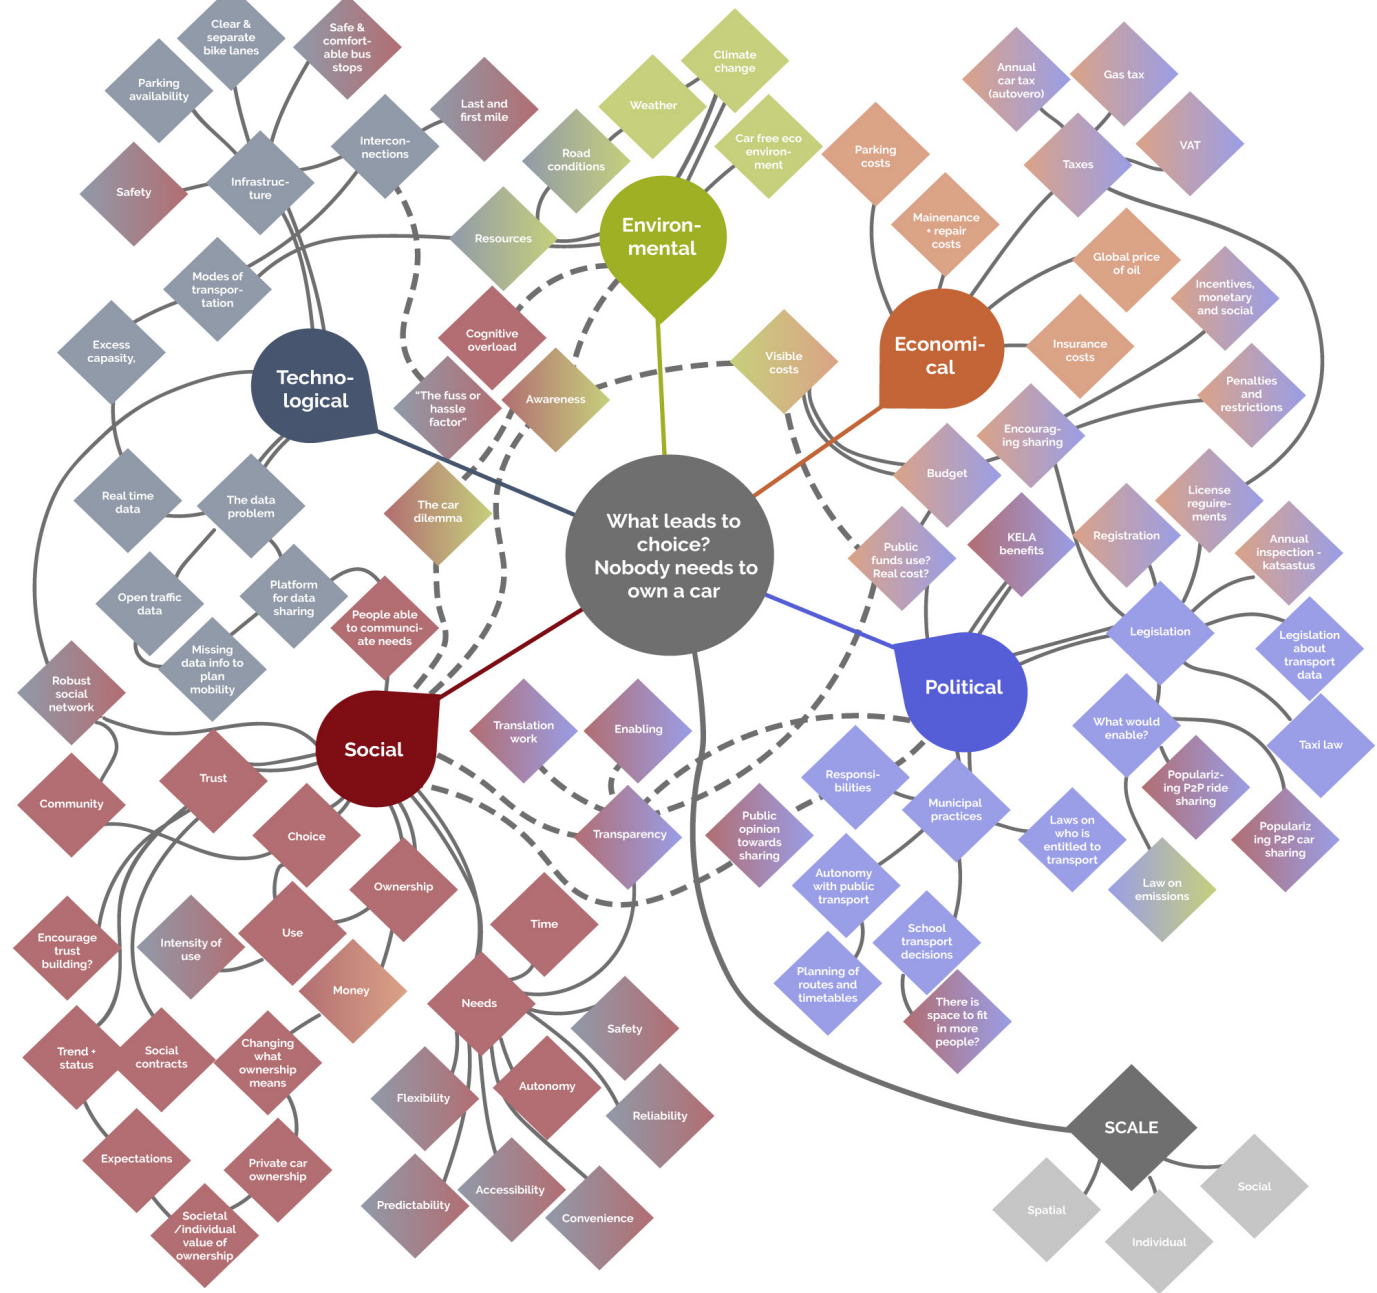 Clear &
separate
bike lanes
Safe &
comfort-
able bus
stops
Parking
availability
Intercon-
nections
Last and
first mile
Safety
Infrastruc-
ture
Modes of
transpor-
tation
Excess
capasity,
Techno-
logical
Real time
data
The data
problem
Open traffic
data
Platform
for data
sharing
Missing
data info to
plan
mobility
People able
to communci-
ate needs
Climate
change
Weather
Road
conditions
Car free eco
environ-
ment
Resources
Environ-
mental
Cognitive
overload
"The fuss or
hassle
factor"
Awareness
The car
dilemma
Visible
costs
Annual
car tax
(autovero)
Gas tax
VAT
Taxes
Parking
costs
Mainenance
+ repair
costs
Global price
of oil
Incentives,
monetary
and social
Economi-
cal
Insurance
costs
Penalties
and
restrictions
Encourag-
ing sharing
Budget
What leads to
choice?
Nobody needs to
own a car
Public
funds use?
Real cost?
KELA
benefits
Registration
License
reguire-
ments
Annual
inspection -
katsastus
Legislation
Legislation
about
transport
data
Political
What would
enable?
Taxi law
Populariz-
ing P2P ride
sharing
Populariz
ing P2P car
sharing
Law on
emissions
Responsi-
bilities
Municipal
practices
Laws on
who is
entitled to
transport
Autonomy
with public
transport
School
transport
decisions
Planning of
routes and
timetables
There is
space to fit
in more
people?
Robust
social
network
Social
Translation
work
Enabling
Transparency
Public
opinion
towards
sharing
Trust
Community
Choice
Ownership
Use
Encourage
trust
building?
Intensity of
use
Money
Time
Needs
Trend +
status
Social
contracts
Changing
what
ownership
means
Safety
Flexibility
Autonomy
Reliability
Expectations
Private car
ownership
Societal
/individual
value of
ownership
Predictability
Accessibility
Convenience
SCALE
Spatial
Individual
Social